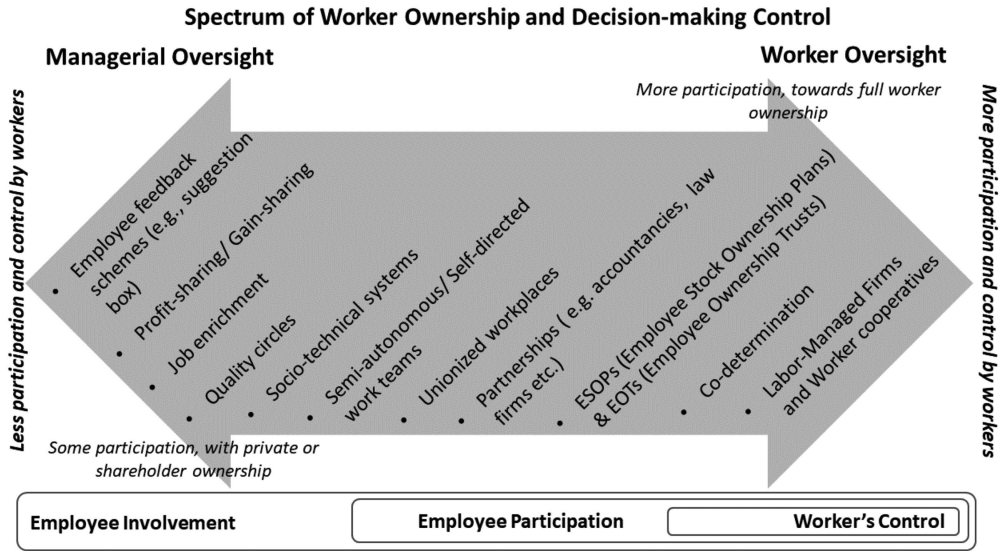 Spectrum of Worker Ownership and Decision-making Control
Managerial Oversight
Worker Oversight
More participation, towards full worker
ownership
Less participation and control by workers
More participation and control by workers
• Employee feedback
schemes (e.g., suggestion
box)
• Profit-sharing/ Gain-sharing
• Job enrichment
• Quality circles
• Socio-technical systems
• Semi-autonomous/ Self-directed
work teams
• Unionized workplaces
• Partnerships ( e.g. accountancies, law
firms etc.)
• ESOPs (Employee Stock Ownership Plans)
& EOTs (Employee Ownership Trusts)
• Co-determination
• Labor-Managed Firms
and Worker cooperatives
Some participation, with private or
shareholder ownership
Employee Involvement
Employee Participation
Worker's Control